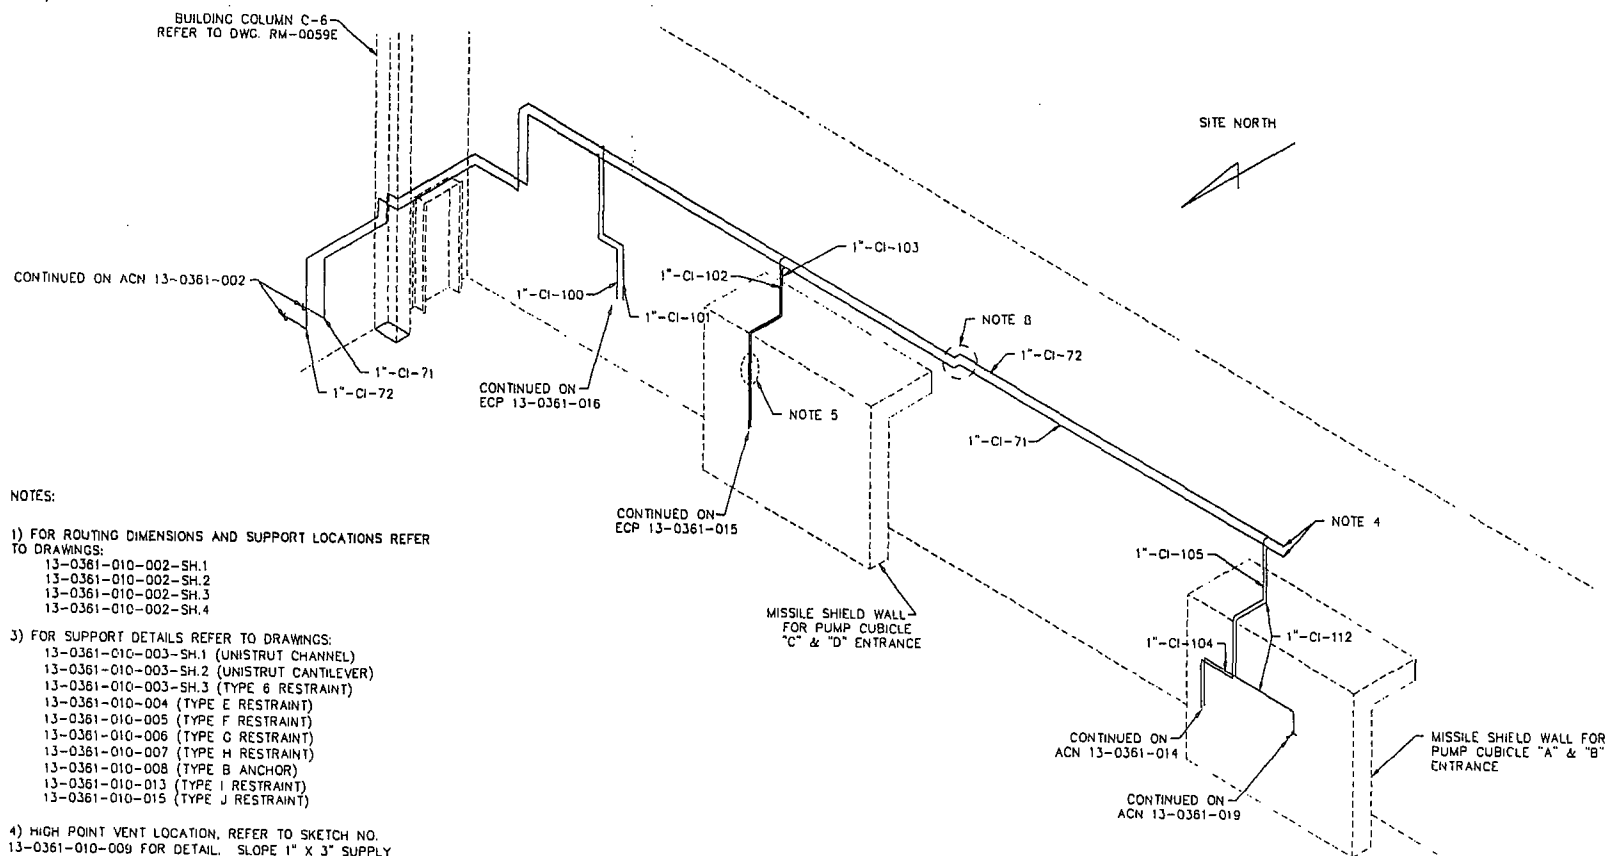 BUILDING COLUMN C-6
REFER TO DWG. RM-0059E
SITE NORTH
CONTINUED ON ACN 13-0361-002
1"-CI-71
1"-CI-72
1"-CI-100
1"-CI-101
CONTINUED ON
ECP 13-0361-016
1"-CI-102
1"-CI-103
NOTE 5
CONTINUED ON
ECP 13-0361-015
NOTE 8
1"-CI-72
1"-CI-71
MISSILE SHIELD WALL
FOR PUMP CUBICLE
"C" & "D" ENTRANCE
NOTE 4
1"-CI-105
1"-CI-104
1"-CI-112
CONTINUED ON
ACN 13-0361-014
CONTINUED ON
ACN 13-0361-019
MISSILE SHIELD WALL FOR
PUMP CUBICLE "A" & "B"
ENTRANCE
NOTES:
1) FOR ROUTING DIMENSIONS AND SUPPORT LOCATIONS REFER
TO DRAWINGS:
13-0361-010-002-SH.1
13-0361-010-002-SH.2
13-0361-010-002-SH.3
13-0361-010-002-SH.4
3) FOR SUPPORT DETAILS REFER TO DRAWINGS:
13-0361-010-003-SH.1 (UNISTRUT CHANNEL)
13-0361-010-003-SH.2 (UNISTRUT CANTILEVER)
13-0361-010-003-SH.3 (TYPE 6 RESTRAINT)
13-0361-010-004 (TYPE E RESTRAINT)
13-0361-010-005 (TYPE F RESTRAINT)
13-0361-010-006 (TYPE G RESTRAINT)
13-0361-010-007 (TYPE H RESTRAINT)
13-0361-010-008 (TYPE B ANCHOR)
13-0361-010-013 (TYPE I RESTRAINT)
13-0361-010-015 (TYPE J RESTRAINT)
4) HIGH POINT VENT LOCATION, REFER TO SKETCH NO.
13-0361-010-009 FOR DETAIL. SLOPE 1" X 3" SUPPLY